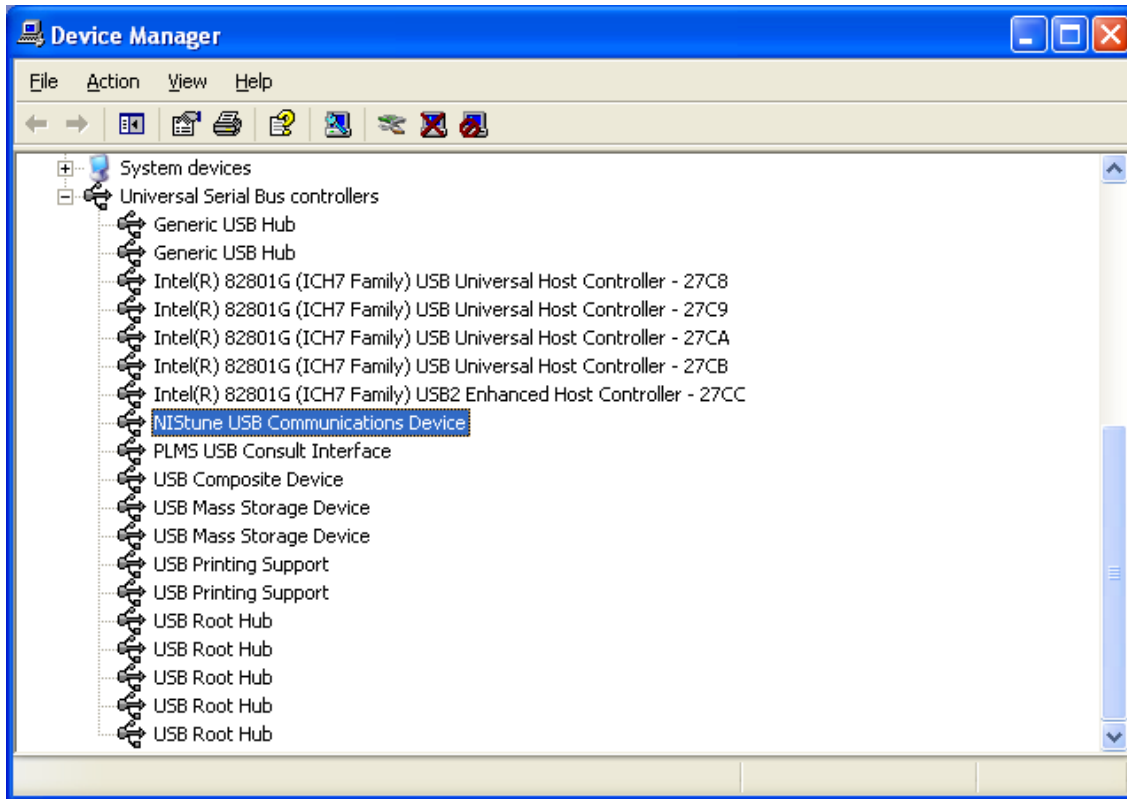 Device Manager
File Action View Help
System devices
Universal Serial Bus controllers
Generic USB Hub
Generic USB Hub
Intel(R) 82801G (ICH7 Family) USB Universal Host Controller - 27C8
Intel(R) 82801G (ICH7 Family) USB Universal Host Controller - 27C9
Intel(R) 82801G (ICH7 Family) USB Universal Host Controller - 27CA
Intel(R) 82801G (ICH7 Family) USB Universal Host Controller - 27CB
Intel(R) 82801G (ICH7 Family) USB2 Enhanced Host Controller - 27CC
NIStune USB Communications Device
PLMS USB Consult Interface
USB Composite Device
USB Mass Storage Device
USB Mass Storage Device
USB Printing Support
USB Printing Support
USB Root Hub
USB Root Hub
USB Root Hub
USB Root Hub
USB Root Hub